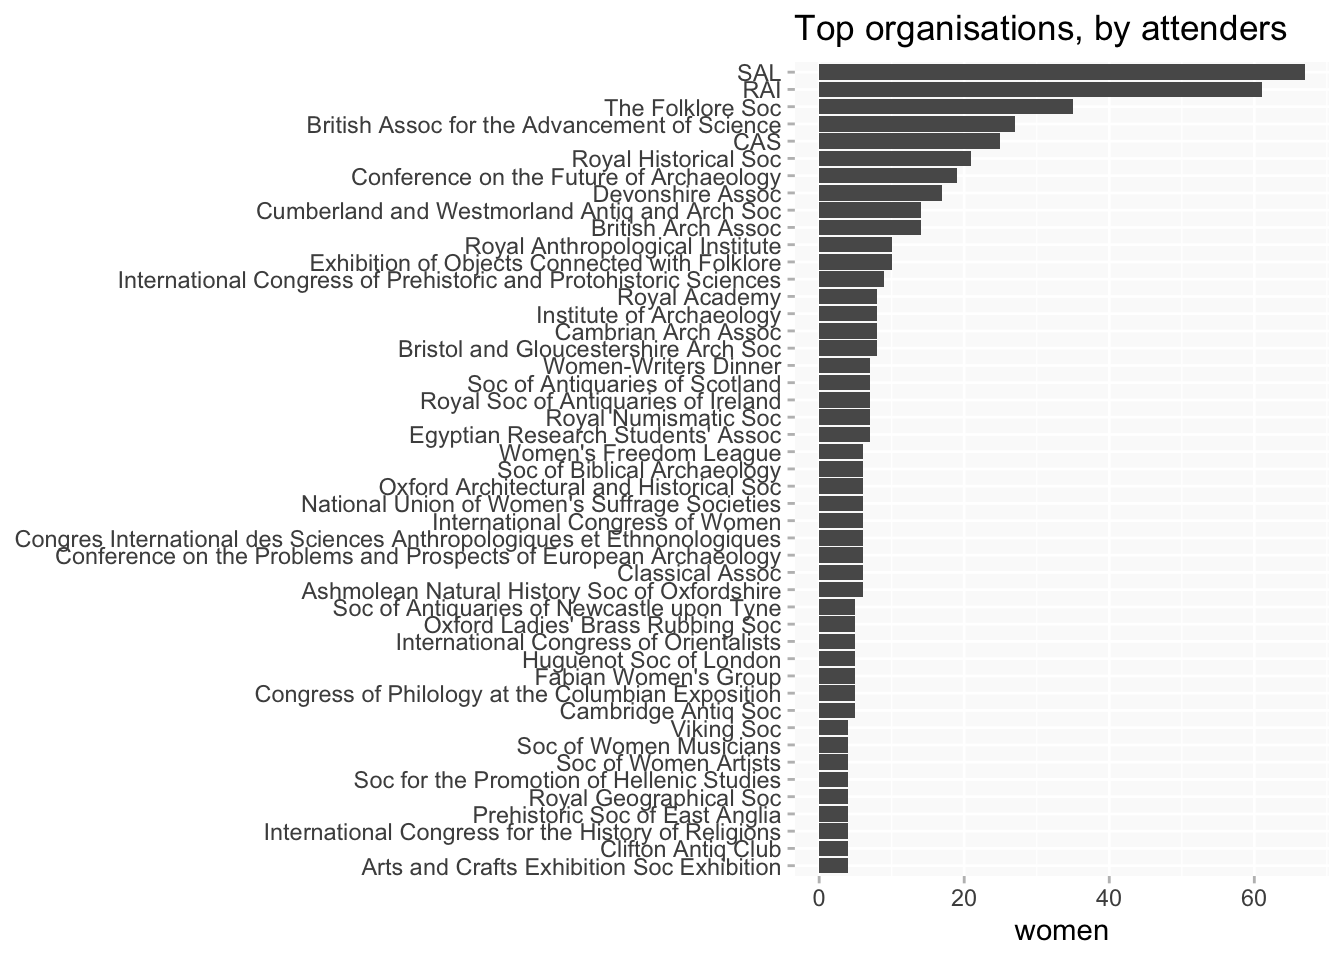 Top organisations, by attenders
SAL
RAI
The Folklore Soc
British Assoc for the Advancement of Science
CAS
Royal Historical Soc
Conference on the Future of Archaeology
Devonshire Assoc
Cumberland and Westmorland Antiq and Arch Soc
British Arch Assoc
Royal Anthropological Institute
Exhibition of Objects Connected with Folklore
International Congress of Prehistoric and Protohistoric Sciences
Royal Academy
Institute of Archaeology
Cambrian Arch Assoc
Bristol and Gloucestershire Arch Soc
Women-Writers Dinner
Soc of Antiquaries of Scotland
Royal Soc of Antiquaries of Ireland
Royal Numismatic Soc
Egyptian Research Students' Assoc
Women's Freedom League
Soc of Biblical Archaeology
Oxford Architectural and Historical Soc
National Union of Women's Suffrage Societies
International Congress of Women
Congres International des Sciences Anthropologiques et Ethnonologiques
Conference on the Problems and Prospects of European Archaeology
Classical Assoc
Ashmolean Natural History Soc of Oxfordshire
Soc of Antiquaries of Newcastle upon Tyne
Oxford Ladies' Brass Rubbing Soc
International Congress of Orientalists
Huguenot Soc of London
Fabian Women's Group
Congress of Philology at the Columbian Exposition
Cambridge Antiq Soc
Viking Soc
Soc of Women Musicians
Soc of Women Artists
Soc for the Promotion of Hellenic Studies
Royal Geographical Soc
Prehistoric Soc of East Anglia
International Congress for the History of Religions
Clifton Antiq Club
Arts and Crafts Exhibition Soc Exhibition
0 20 40 60
women